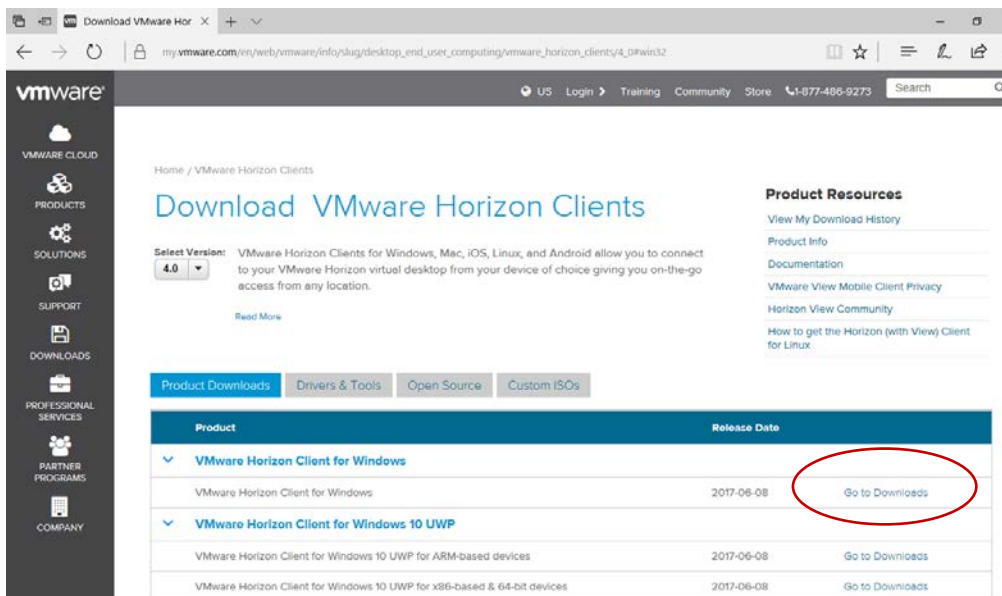 Download VMware Hor
my.vmware.com/en/web/vmware/info/slug/desktop_end_user_computing/vmware_horizon_clients/4_0#win32
vmware
US Login Training Community Store 1-877-486-9273 Search
VMWARE CLOUD
PRODUCTS
SOLUTIONS
SUPPORT
DOWNLOADS
PROFESSIONAL
SERVICES
PARTNER
PROGRAMS
COMPANY
Home / VMware Horizon Clients
Download VMware Horizon Clients
Select Version:
4.0
VMware Horizon Clients for Windows, Mac, iOS, Linux, and Android allow you to connect
to your VMware Horizon virtual desktop from your device of choice giving you on-the-go
access from any location.
Read More
Product Resources
View My Download History
Product Info
Documentation
VMware View Mobile Client Privacy
Horizon View Community
How to get the Horizon (with View) Client
for Linux
Product Downloads Drivers & Tools Open Source Custom ISOs
Product Release Date
VMware Horizon Client for Windows
VMware Horizon Client for Windows 2017-06-08 Go to Downloads
VMware Horizon Client for Windows 10 UWP
VMware Horizon Client for Windows 10 UWP for ARM-based devices 2017-06-08 Go to Downloads
VMware Horizon Client for Windows 10 UWP for x86-based & 64-bit devices 2017-06-08 Go to Downloads